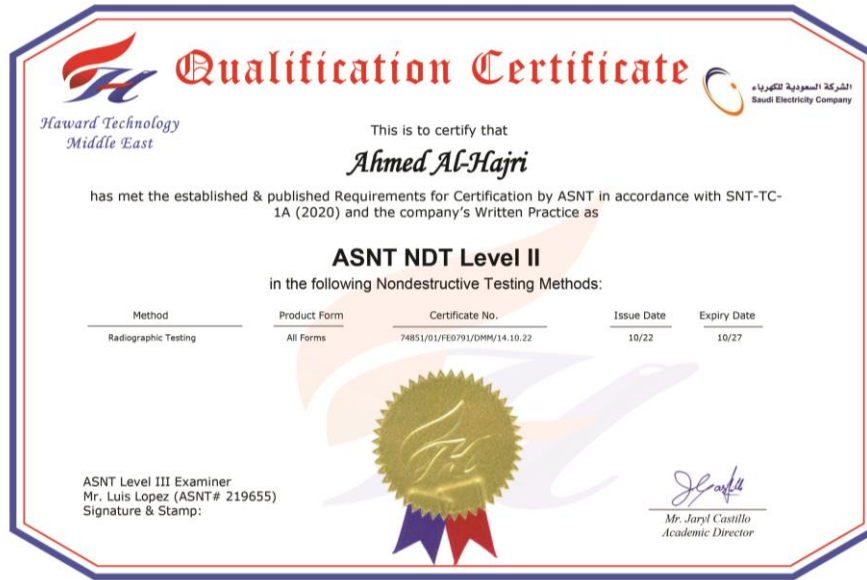 Qualification Certificate
Haward Technology
Middle East
الشركة السعودية للكهرباء
Saudi Electricity Company
This is to certify that
Ahmed Al-Hajri
has met the established & published Requirements for Certification by ASNT in accordance with SNT-TC-
1A (2020) and the company's Written Practice as
ASNT NDT Level II
in the following Nondestructive Testing Methods:
Method Product Form Certificate No. Issue Date Expiry Date
Radiographic Testing All Forms 74851/01/FE0791/DMM/14.10.22 10/22 10/27
ASNT Level III Examiner
Mr. Luis Lopez (ASNT# 219655)
Signature & Stamp:
Mr. Jaryl Castillo
Academic Director